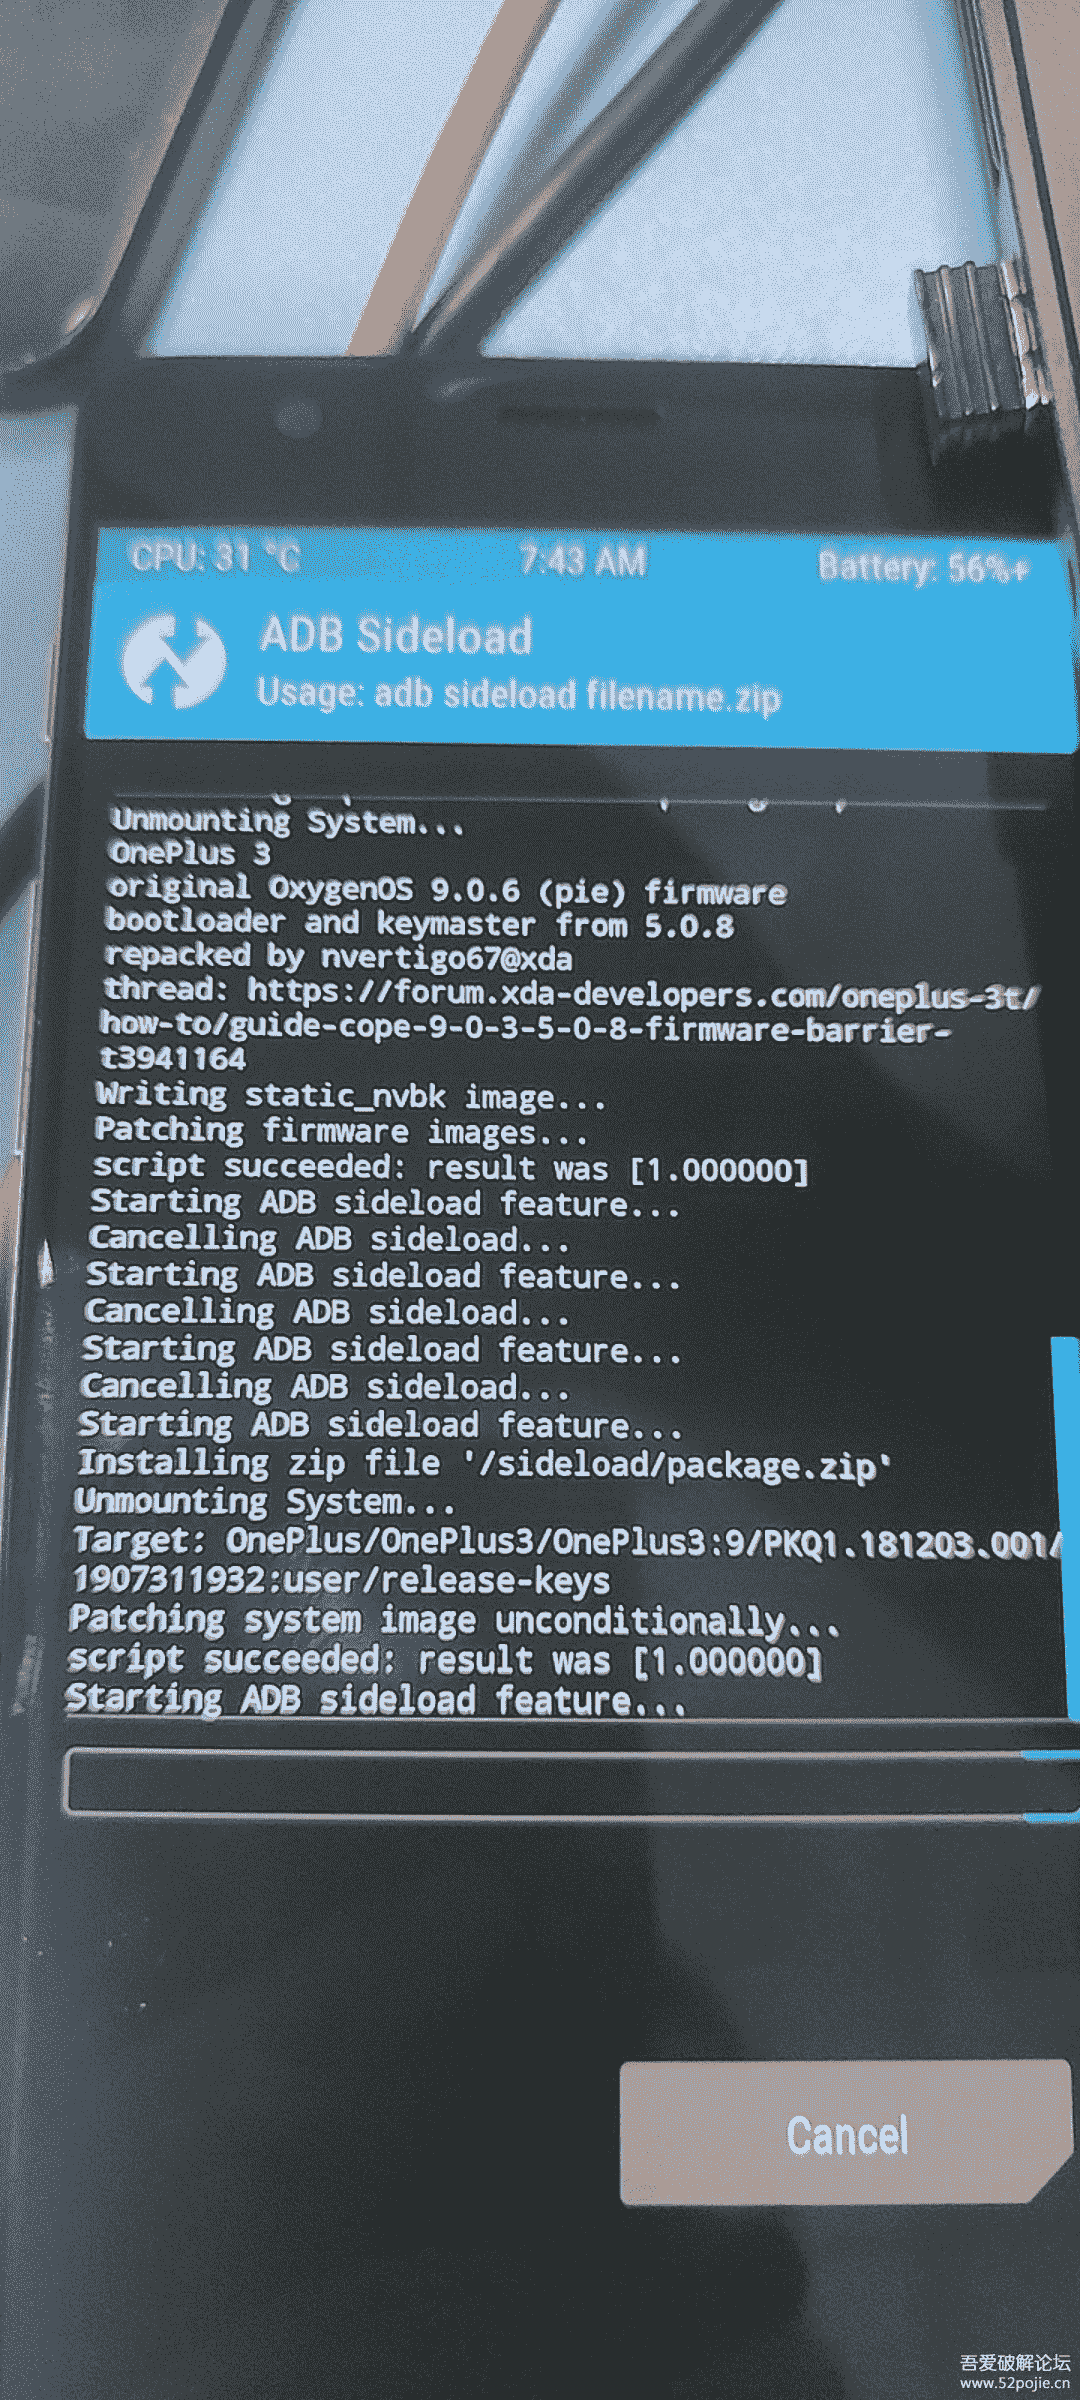 CPU: 31 °C
7:43 AM
Battery: 56%+
ADB Sideload
Usage: adb sideload filename.zip
Unmounting System...
OnePlus 3
original OxygenOS 9.0.6 (pie) firmware
bootloader and keymaster from 5.0.8
repacked by nvertigo67@xda
thread: https://forum.xda-developers.com/oneplus-3t/
how-to/guide-cope-9-0-3-5-0-8-firmware-barrier-
t3941164
Writing static_nvbk image...
Patching firmware images...
script succeeded: result was [1.000000]
Starting ADB sideload feature...
Cancelling ADB sideload...
Starting ADB sideload feature...
Cancelling ADB sideload...
Starting ADB sideload feature...
Cancelling ADB sideload...
Starting ADB sideload feature...
Installing zip file '/sideload/package.zip'
Unmounting System...
Target: OnePlus/OnePlus3/OnePlus3:9/PKQ1.181203.001/
1907311932:user/release-keys
Patching system image unconditionally...
script succeeded: result was [1.000000]
Starting ADB sideload feature...
Cancel
吾爱破解论坛
www.52pojie.cn